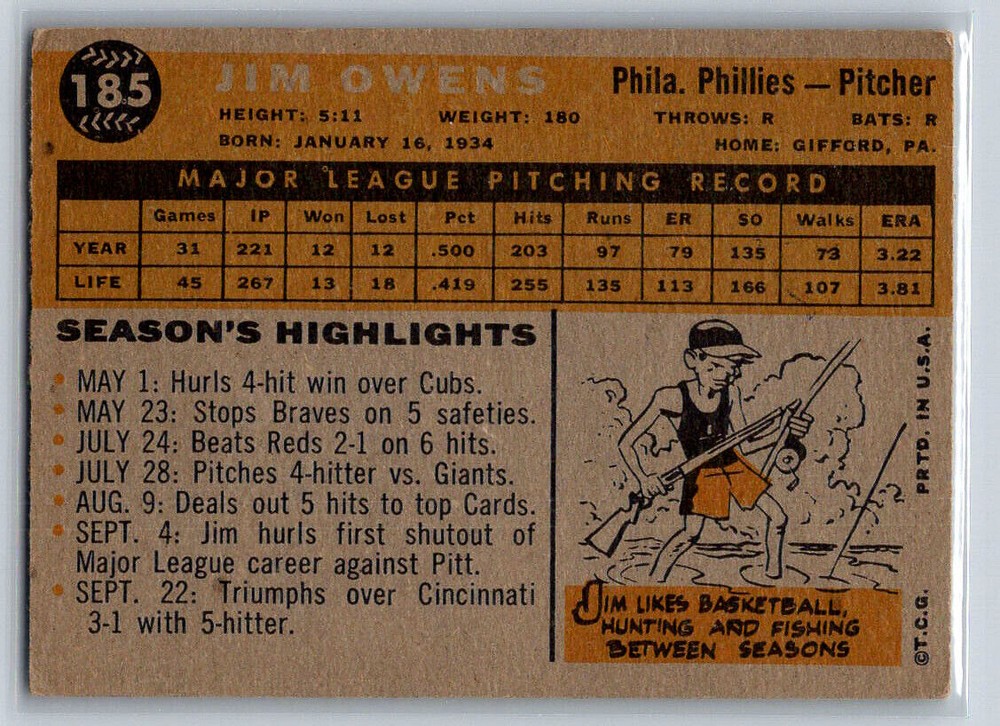 185
JIM OWENS
Phila. Phillies — Pitcher
HEIGHT: 5:11 WEIGHT: 180 THROWS: R BATS: R
BORN: JANUARY 16, 1934 HOME: GIFFORD, PA.
MAJOR LEAGUE PITCHING RECORD
Games IP Won Lost Pct Hits Runs ER SO Walks ERA
YEAR 31 221 12 12 .500 203 97 79 135 73 3.22
LIFE 45 267 13 18 .419 255 135 113 166 107 3.81
SEASON'S HIGHLIGHTS
• MAY 1: Hurls 4-hit win over Cubs.
• MAY 23: Stops Braves on 5 safeties.
• JULY 24: Beats Reds 2-1 on 6 hits.
• JULY 28: Pitches 4-hitter vs. Giants.
• AUG. 9: Deals out 5 hits to top Cards.
• SEPT. 4: Jim hurls first shutout of
Major League career against Pitt.
• SEPT. 22: Triumphs over Cincinnati
3-1 with 5-hitter.
JIM LIKES BASKETBALL,
HUNTING AND FISHING
BETWEEN SEASONS
©T.C.G. PRTD. IN U.S.A.